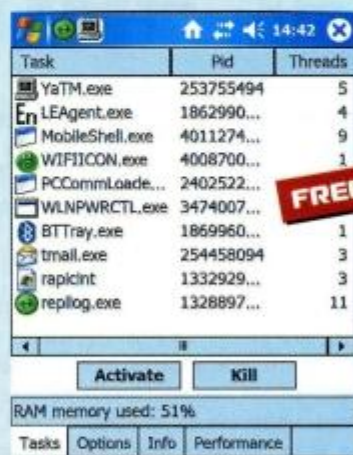 14:42
Task Pid Threads
YaTM.exe 253755494 5
En LEAgent.exe 1862990... 4
MobileShell.exe 4011274... 9
WIFIICON.exe 4008700... 1
PCCommLoade... 2402522...
FREE
WLNPWRCTL.exe 3474007...
BTTray.exe 1869960... 1
tmail.exe 254458094 3
rapiclnt 1332929... 3
repllog.exe 1328897... 11
Activate Kill
RAM memory used: 51%
Tasks Options Info Performance